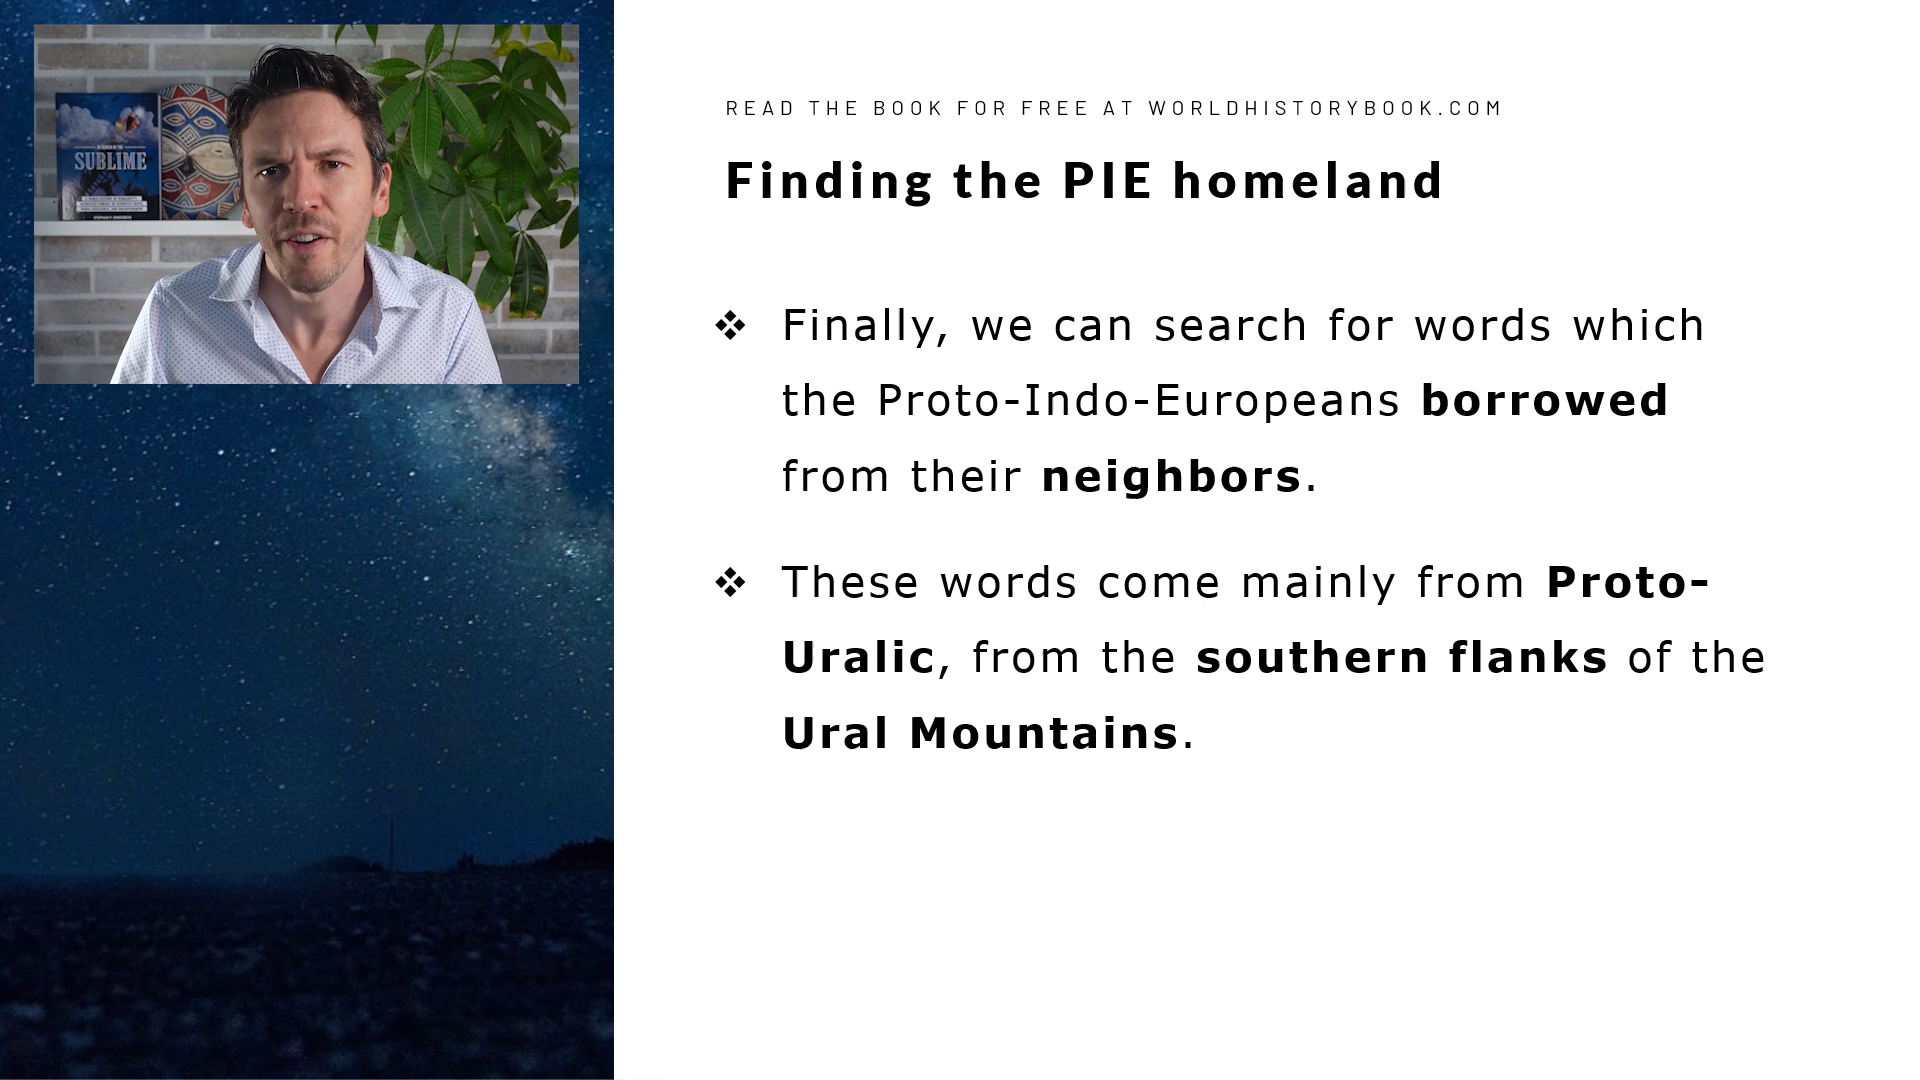 SUBLIME
READ THE BOOK FOR FREE AT WORLDHISTORYBOOK.COM
Finding the PIE homeland
❖ Finally, we can search for words which
the Proto-Indo-Europeans borrowed
from their neighbors.
❖ These words come mainly from Proto-
Uralic, from the southern flanks of the
Ural Mountains.